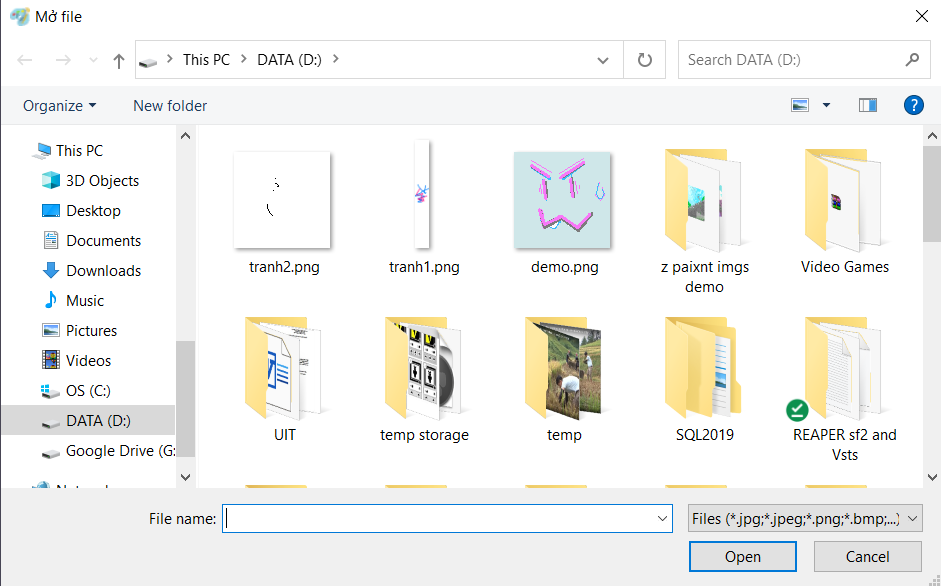 Mở file
This PC
DATA (D:)
Search DATA (D:)
Organize
New folder
?
This PC
3D Objects
Desktop
Documents
Downloads
Music
Pictures
Videos
OS (C:)
DATA (D:)
Google Drive (G:
tranh2.png
tranh1.png
demo.png
z paixnt imgs
demo
Video Games
UIT
temp storage
temp
SQL2019
REAPER sf2 and
Vsts
File name:
Files (*.jpg;*.jpeg;*.png;*.bmp;...)
Open
Cancel